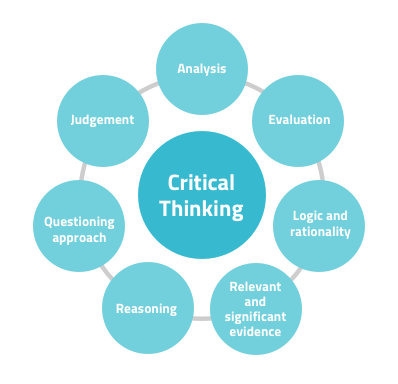 Analysis
Judgement
Evaluation
Critical
Thinking
Questioning
approach
Logic and
rationality
Reasoning
Relevant
and
significant
evidence